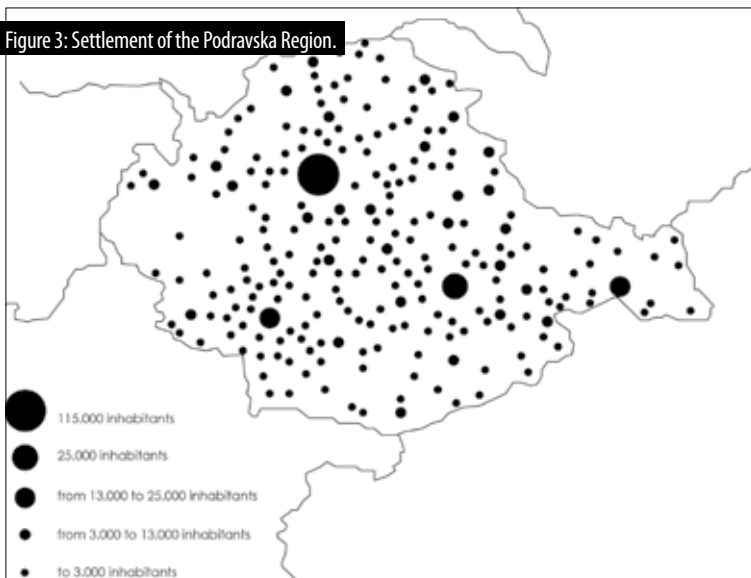 Figure 3: Settlement of the Podravska Region.
115.000 inhabitants
25.000 inhabitants
from 13.000 to 25.000 inhabitants
from 3.000 to 13.000 inhabitants
to 3.000 inhabitants